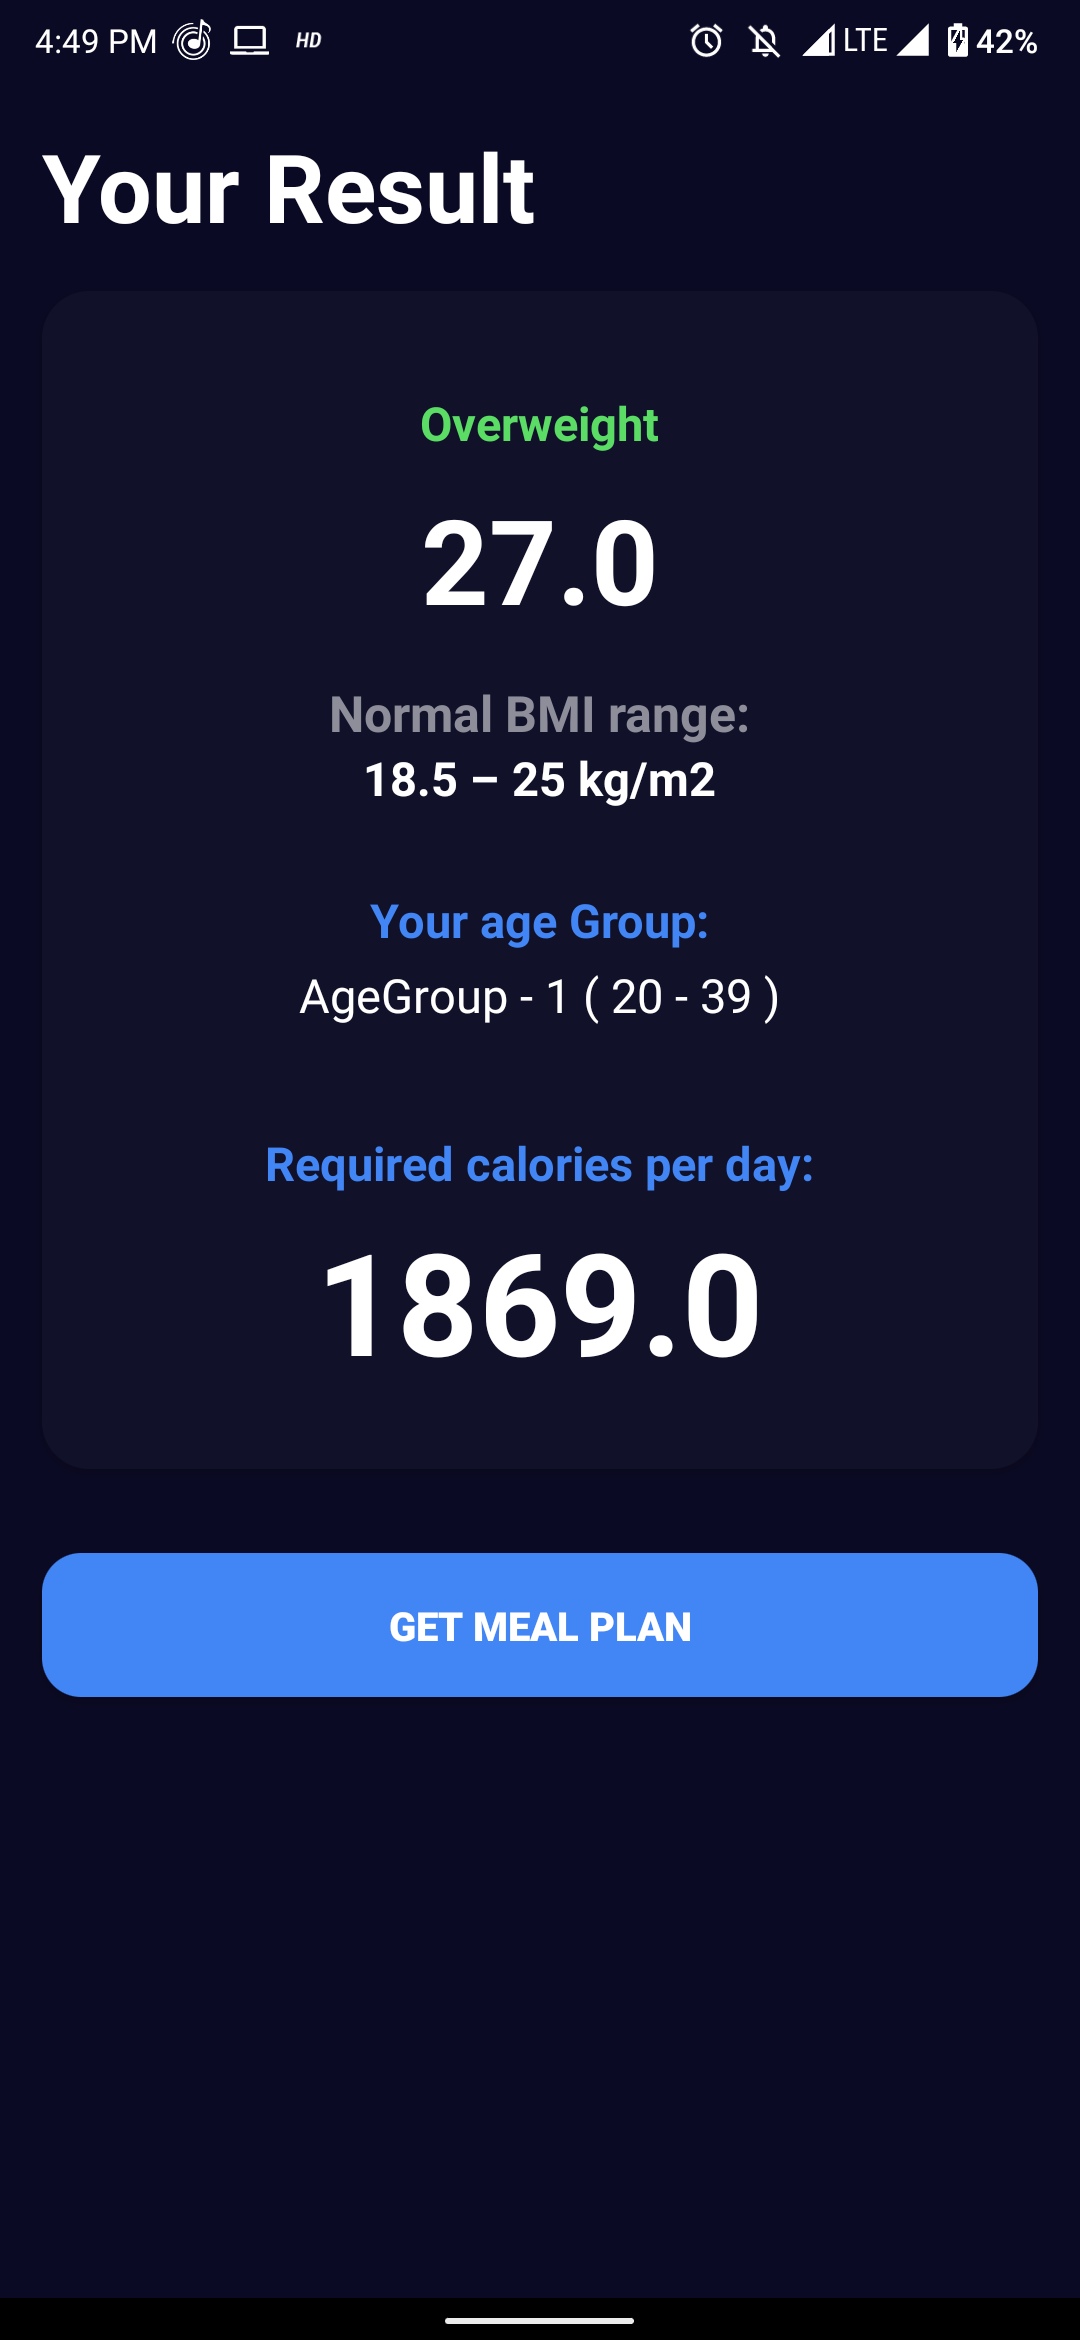 4:49 PM HD LTE 42%
Your Result
Overweight
27.0
Normal BMI range:
18.5 – 25 kg/m2
Your age Group:
AgeGroup - 1 ( 20 - 39 )
Required calories per day:
1869.0
GET MEAL PLAN